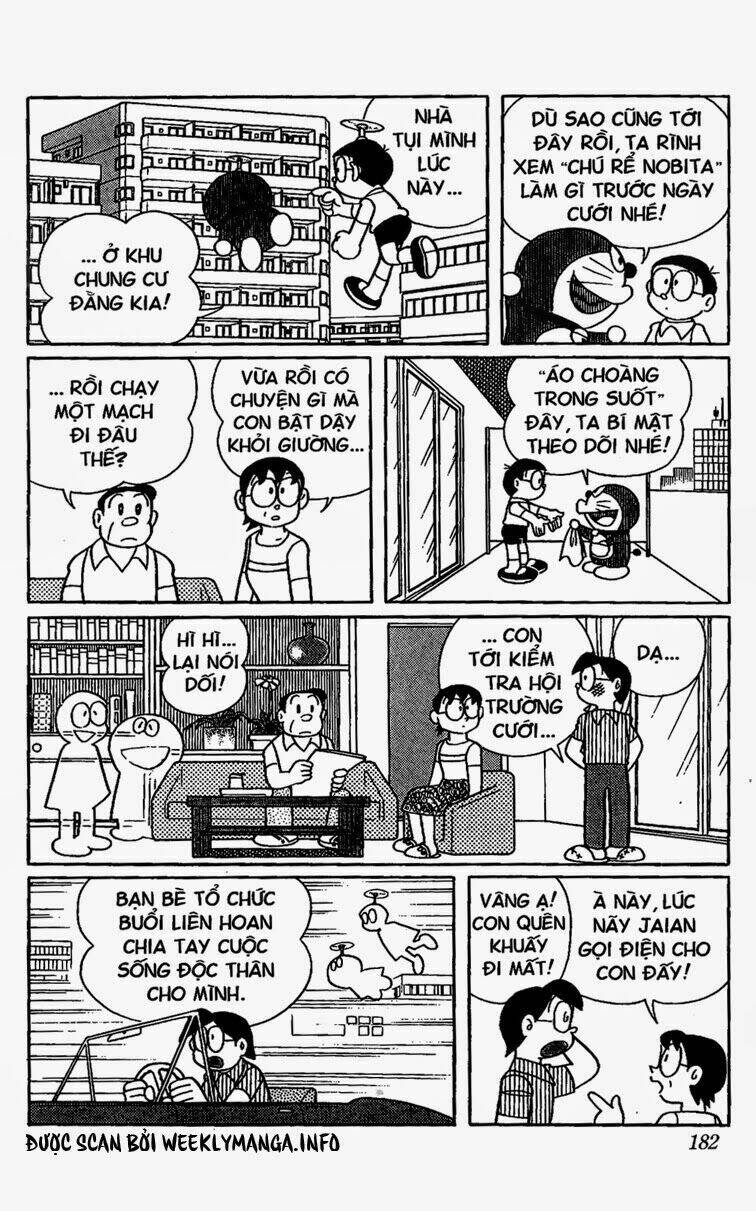 DÙ SAO CŨNG TỚI
ĐÂY RỒI, TA RÌNH
XEM “CHÚ RỂ NOBITA”
LÀM GÌ TRƯỚC NGÀY
CƯỚI NHÉ!
NHÀ
TỤI MÌNH
LÚC
NÀY...
... Ở KHU
CHUNG CƯ
ĐẰNG KIA!
“ÁO CHOÀNG
TRONG SUỐT”
ĐÂY, TA BÍ MẬT
THEO DÕI NHÉ!
VỪA RỒI CÓ
CHUYỆN GÌ MÀ
CON BẬT DẬY
KHỎI GIƯỜNG...
... RỒI CHẠY
MỘT MẠCH
ĐI ĐÂU
THẾ?
DẠ...
... CON
TỚI KIỂM
TRA HỘI
TRƯỜNG
CƯỚI...
HÌ HÌ...
LẠI NÓI
DỐI!
À NÀY, LÚC
NÃY JAIAN
GỌI ĐIỆN CHO
CON ĐẤY!
VÂNG Ạ!
CON QUÊN
KHUẤY
ĐI MẤT!
BẠN BÈ TỔ CHỨC
BUỔI LIÊN HOAN
CHIA TAY CUỘC
SỐNG ĐỘC THÂN
CHO MÌNH.
ĐƯỢC SCAN BỞI WEEKLYMANGA.INFO
182